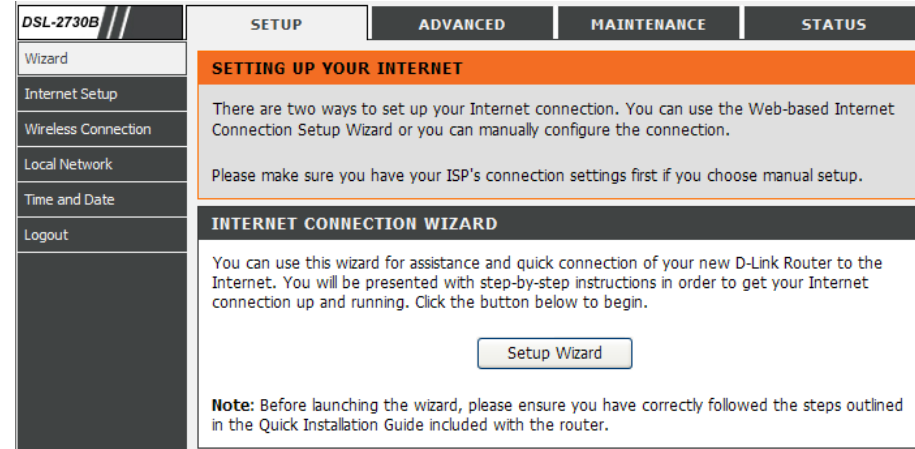 DSL-2730B
SETUP
ADVANCED
MAINTENANCE
STATUS
Wizard
Internet Setup
Wireless Connection
Local Network
Time and Date
Logout
SETTING UP YOUR INTERNET
There are two ways to set up your Internet connection. You can use the Web-based Internet
Connection Setup Wizard or you can manually configure the connection.
Please make sure you have your ISP's connection settings first if you choose manual setup.
INTERNET CONNECTION WIZARD
You can use this wizard for assistance and quick connection of your new D-Link Router to the
Internet. You will be presented with step-by-step instructions in order to get your Internet
connection up and running. Click the button below to begin.
Setup Wizard
Note: Before launching the wizard, please ensure you have correctly followed the steps outlined
in the Quick Installation Guide included with the router.